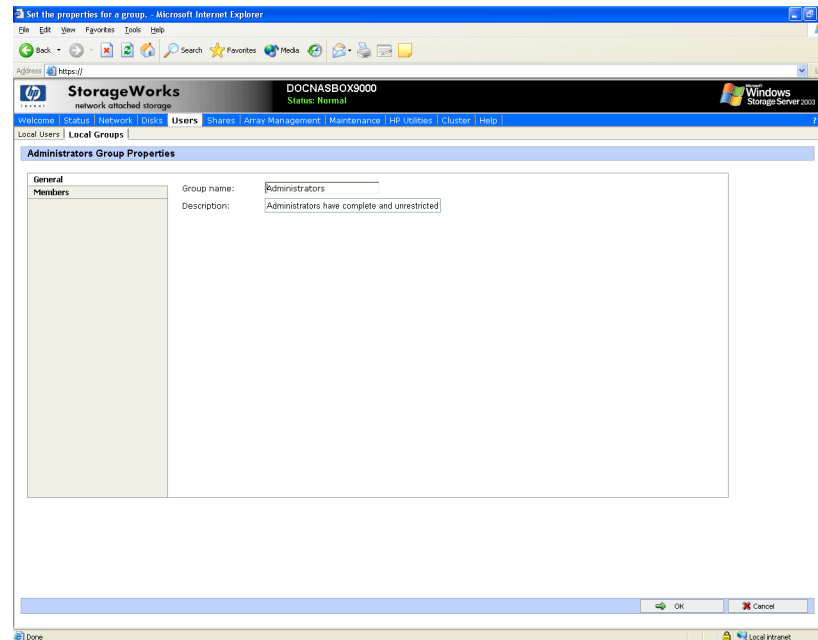 Set the properties for a group. - Microsoft Internet Explorer
File Edit View Favorites Tools Help
Back Search Favorites Media
Address https://
hp invent StorageWorks DOCNASBOX9000 Microsoft Windows
network attached storage Status: Normal Storage Server 2003
Welcome | Status | Network | Disks | Users | Shares | Array Management | Maintenance | HP Utilities | Cluster | Help | ?
Local Users | Local Groups |
Administrators Group Properties
General
Members
Group name: Administrators
Description: Administrators have complete and unrestricted
OK Cancel
Done Local intranet